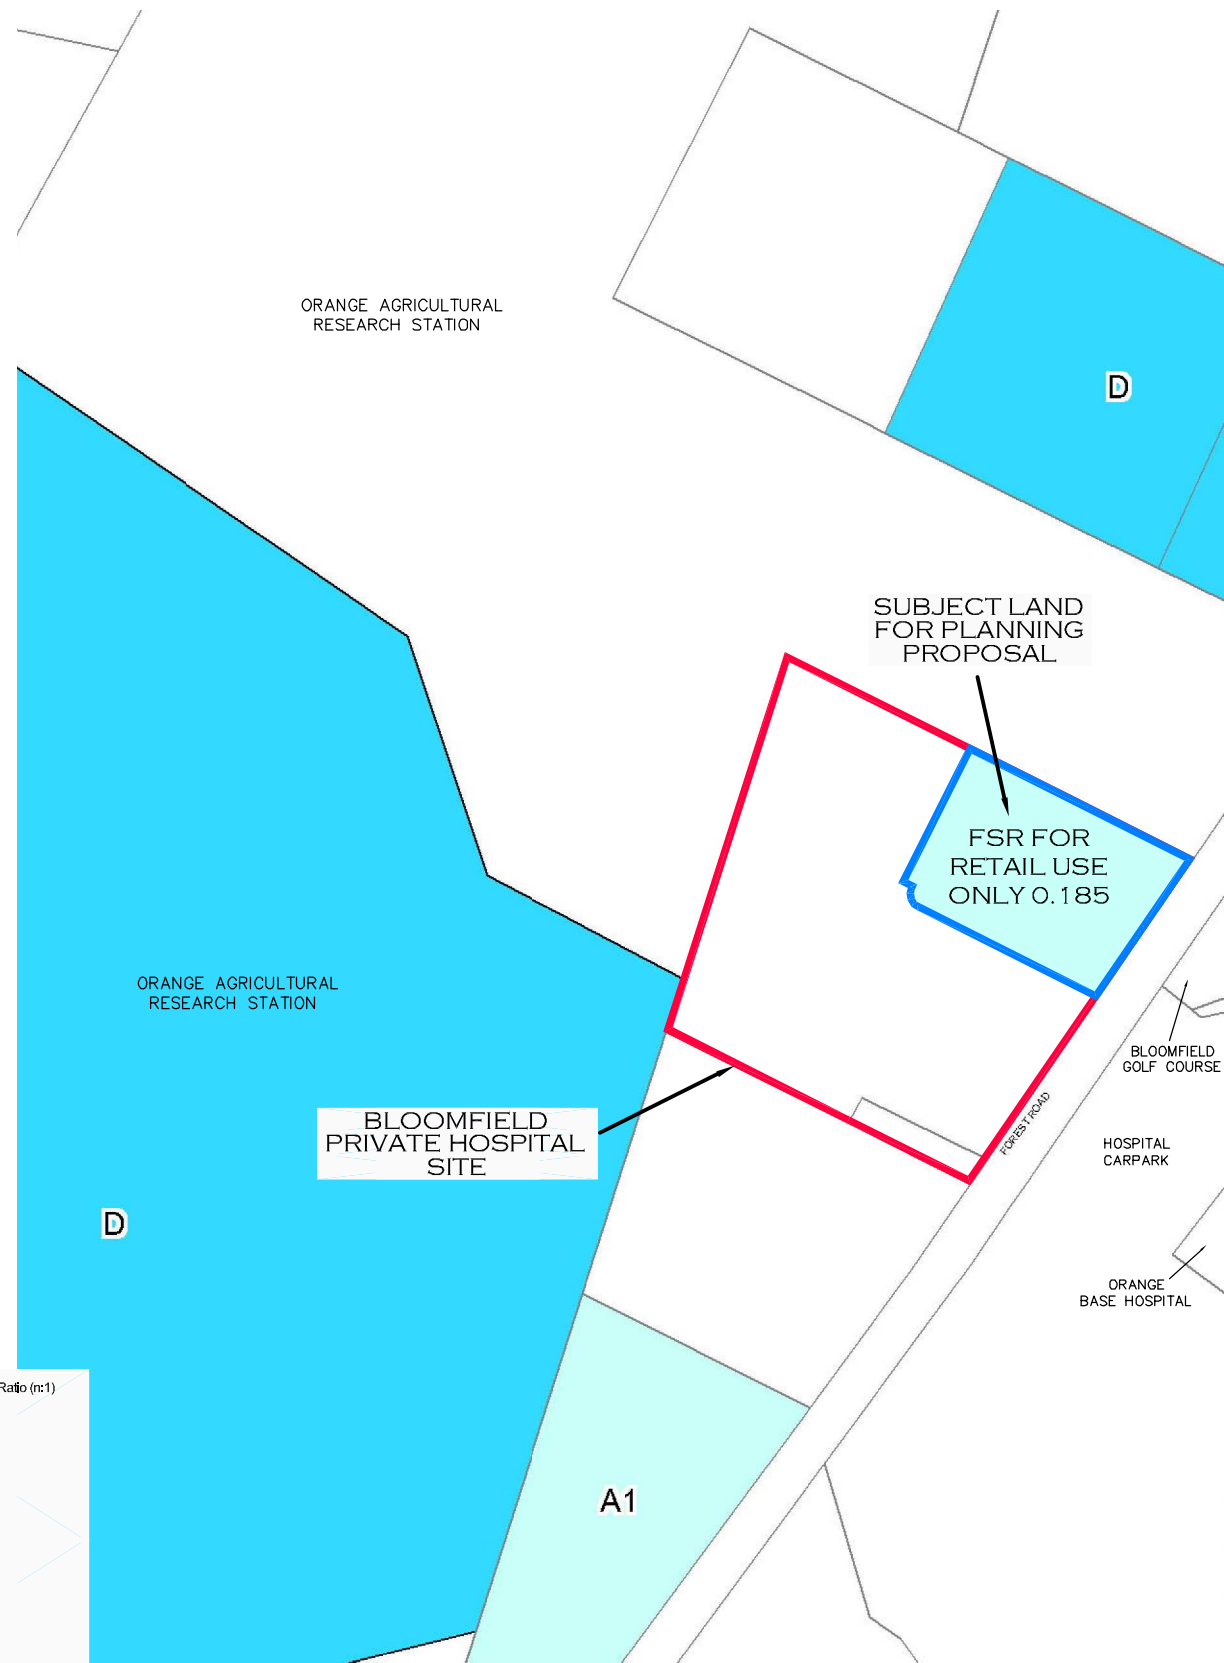 ORANGE AGRICULTURAL
RESEARCH STATION
D
SUBJECT LAND
FOR PLANNING
PROPOSAL
FSR FOR
RETAIL USE
ONLY 0.185
ORANGE AGRICULTURAL
RESEARCH STATION
BLOOMFIELD
GOLF COURSE
BLOOMFIELD
PRIVATE HOSPITAL
SITE
FOREST ROAD
HOSPITAL
CARPARK
D
ORANGE
BASE HOSPITAL
Ratio (n:1)
A1